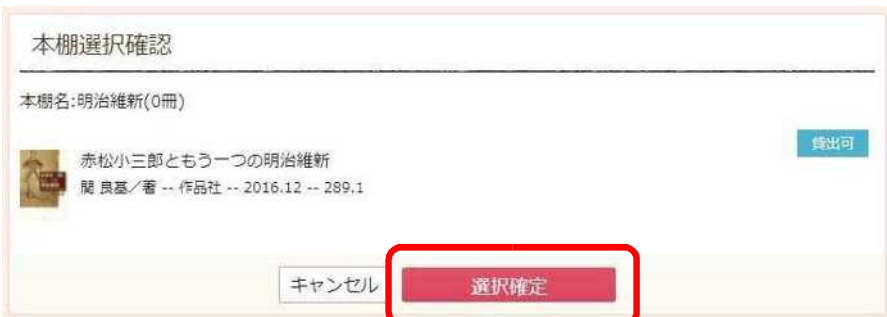 本棚選択確認
本棚名:明治維新(0冊)
貸出可
赤松小三郎ともう一つの明治維新
関 良基／著 -- 作品社 -- 2016.12 -- 289.1
キャンセル
選択確定